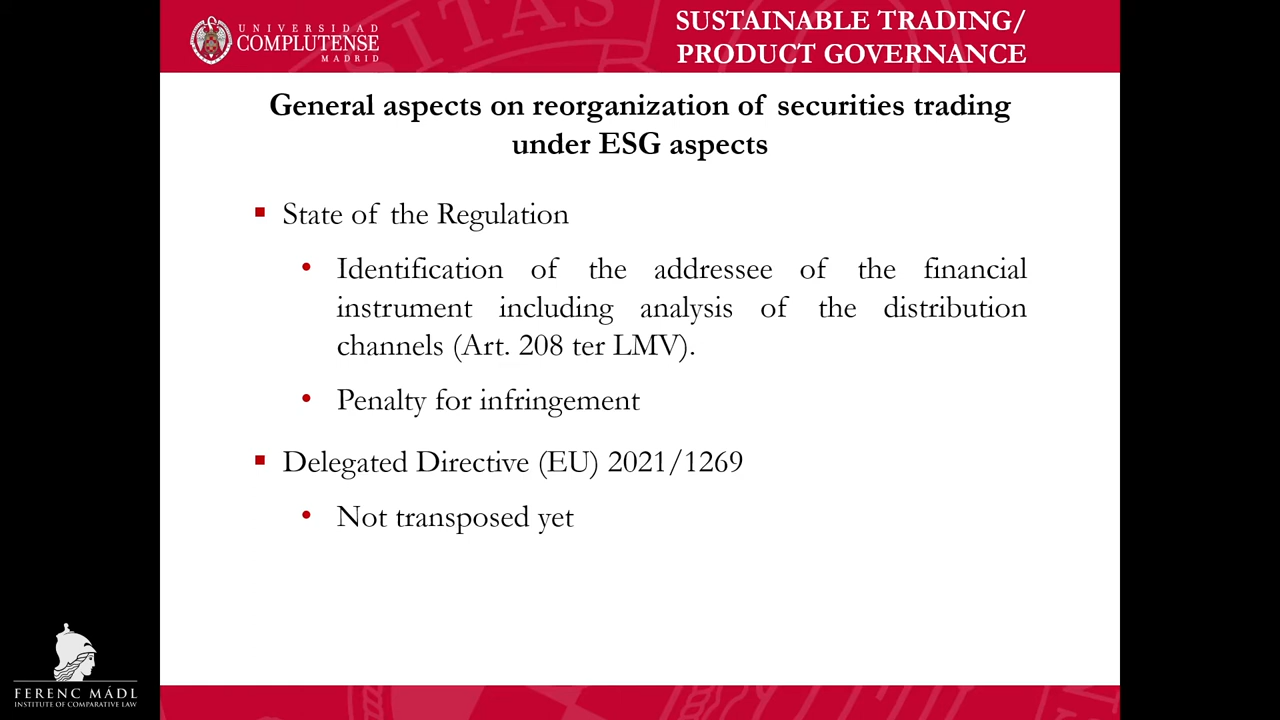 UNIVERSIDAD
COMPLUTENSE
MADRID
SUSTAINABLE TRADING/
PRODUCT GOVERNANCE
General aspects on reorganization of securities trading
under ESG aspects
State of the Regulation
Identification of the addressee of the financial
instrument including analysis of the distribution
channels (Art. 208 ter LMV).
Penalty for infringement
Delegated Directive (EU) 2021/1269
Not transposed yet
FERENC MÁDL
INSTITUTE OF COMPARATIVE LAW